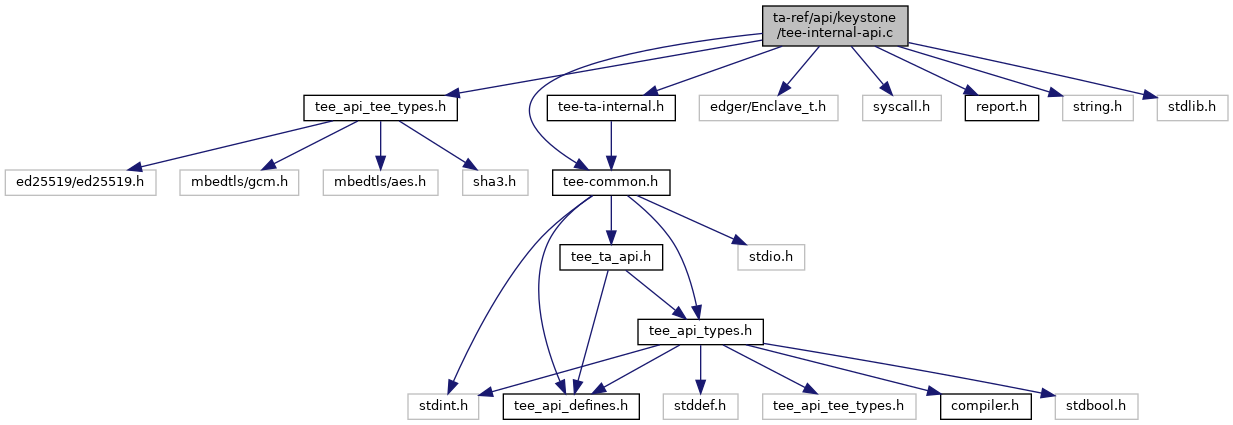 ta-ref/api/keystone
/tee-internal-api.c
tee_api_tee_types.h
tee-ta-internal.h
edger/Enclave_t.h
syscall.h
report.h
string.h
stdlib.h
ed25519/ed25519.h
mbedtls/gcm.h
mbedtls/aes.h
sha3.h
tee-common.h
tee_ta_api.h
stdio.h
tee_api_types.h
stdint.h
tee_api_defines.h
stddef.h
tee_api_tee_types.h
compiler.h
stdbool.h